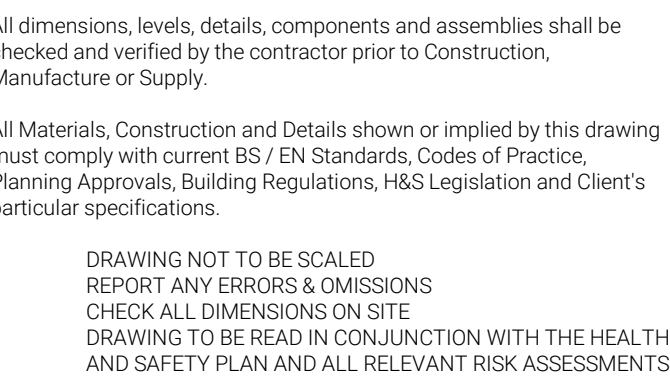 All dimensions, levels, details, components and assemblies shall be
checked and verified by the contractor prior to Construction,
Manufacture or Supply.
All Materials, Construction and Details shown or implied by this drawing
must comply with current BS / EN Standards, Codes of Practice,
Planning Approvals, Building Regulations, H&S Legislation and Client's
particular specifications.
DRAWING NOT TO BE SCALED
REPORT ANY ERRORS & OMISSIONS
CHECK ALL DIMENSIONS ON SITE
DRAWING TO BE READ IN CONJUNCTION WITH THE HEALTH
AND SAFETY PLAN AND ALL RELEVANT RISK ASSESSMENTS